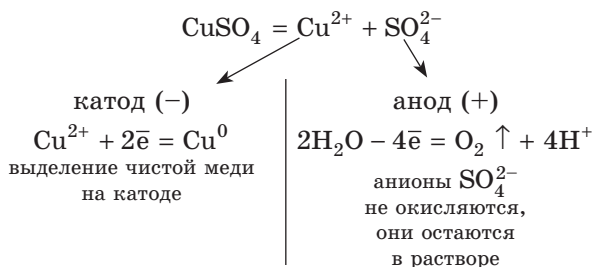 CuSO₄ = Cu²⁺ + SO₄²⁻
катод (−)
Cu²⁺ + 2ē = Cu⁰
выделение чистой меди
на катоде
анод (+)
2H₂O − 4ē = O₂ ↑ + 4H⁺
анионы SO₄²⁻
не окисляются,
они остаются
в растворе